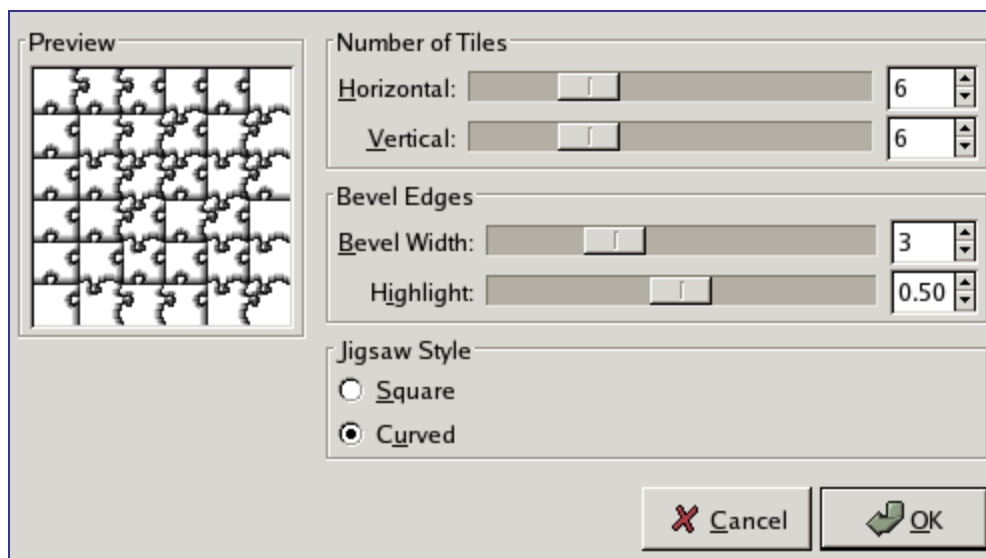 Preview
Number of Tiles
Horizontal: 6
Vertical: 6
Bevel Edges
Bevel Width: 3
Highlight: 0.50
Jigsaw Style
Square
Curved
Cancel OK